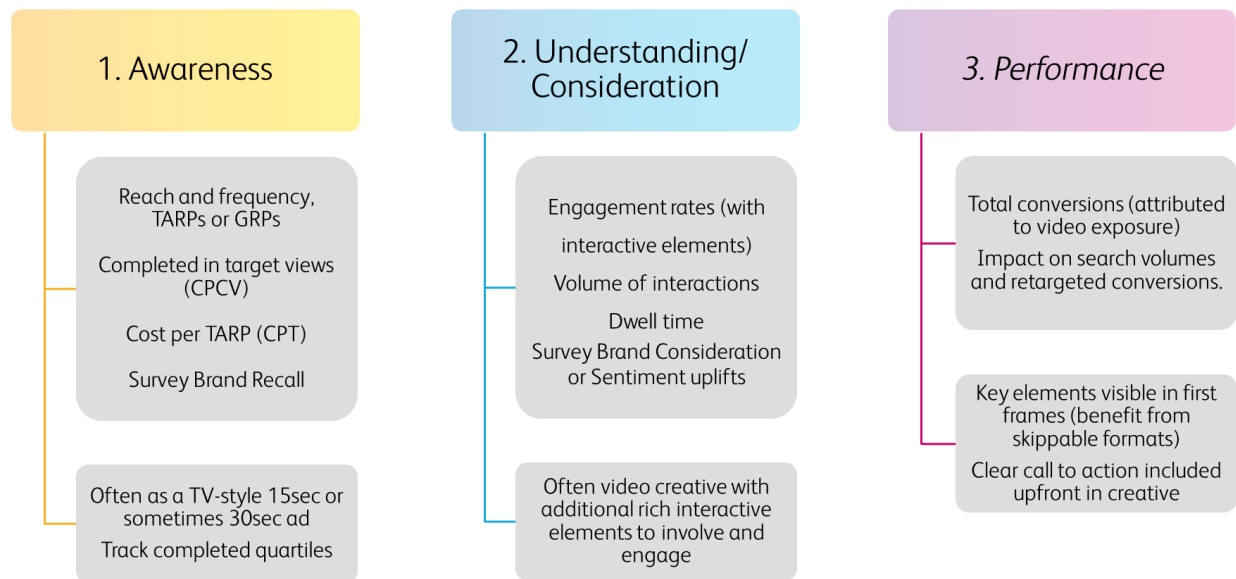 1. Awareness
Reach and frequency,
TARPs or GRPs
Completed in target views
(CPCV)
Cost per TARP (CPT)
Survey Brand Recall
Often as a TV-style 15sec or
sometimes 30sec ad
Track completed quartiles
2. Understanding/
Consideration
Engagement rates (with
interactive elements)
Volume of interactions
Dwell time
Survey Brand Consideration
or Sentiment uplifts
Often video creative with
additional rich interactive
elements to involve and
engage
3. Performance
Total conversions (attributed
to video exposure)
Impact on search volumes
and retargeted conversions.
Key elements visible in first
frames (benefit from
skippable formats)
Clear call to action included
upfront in creative